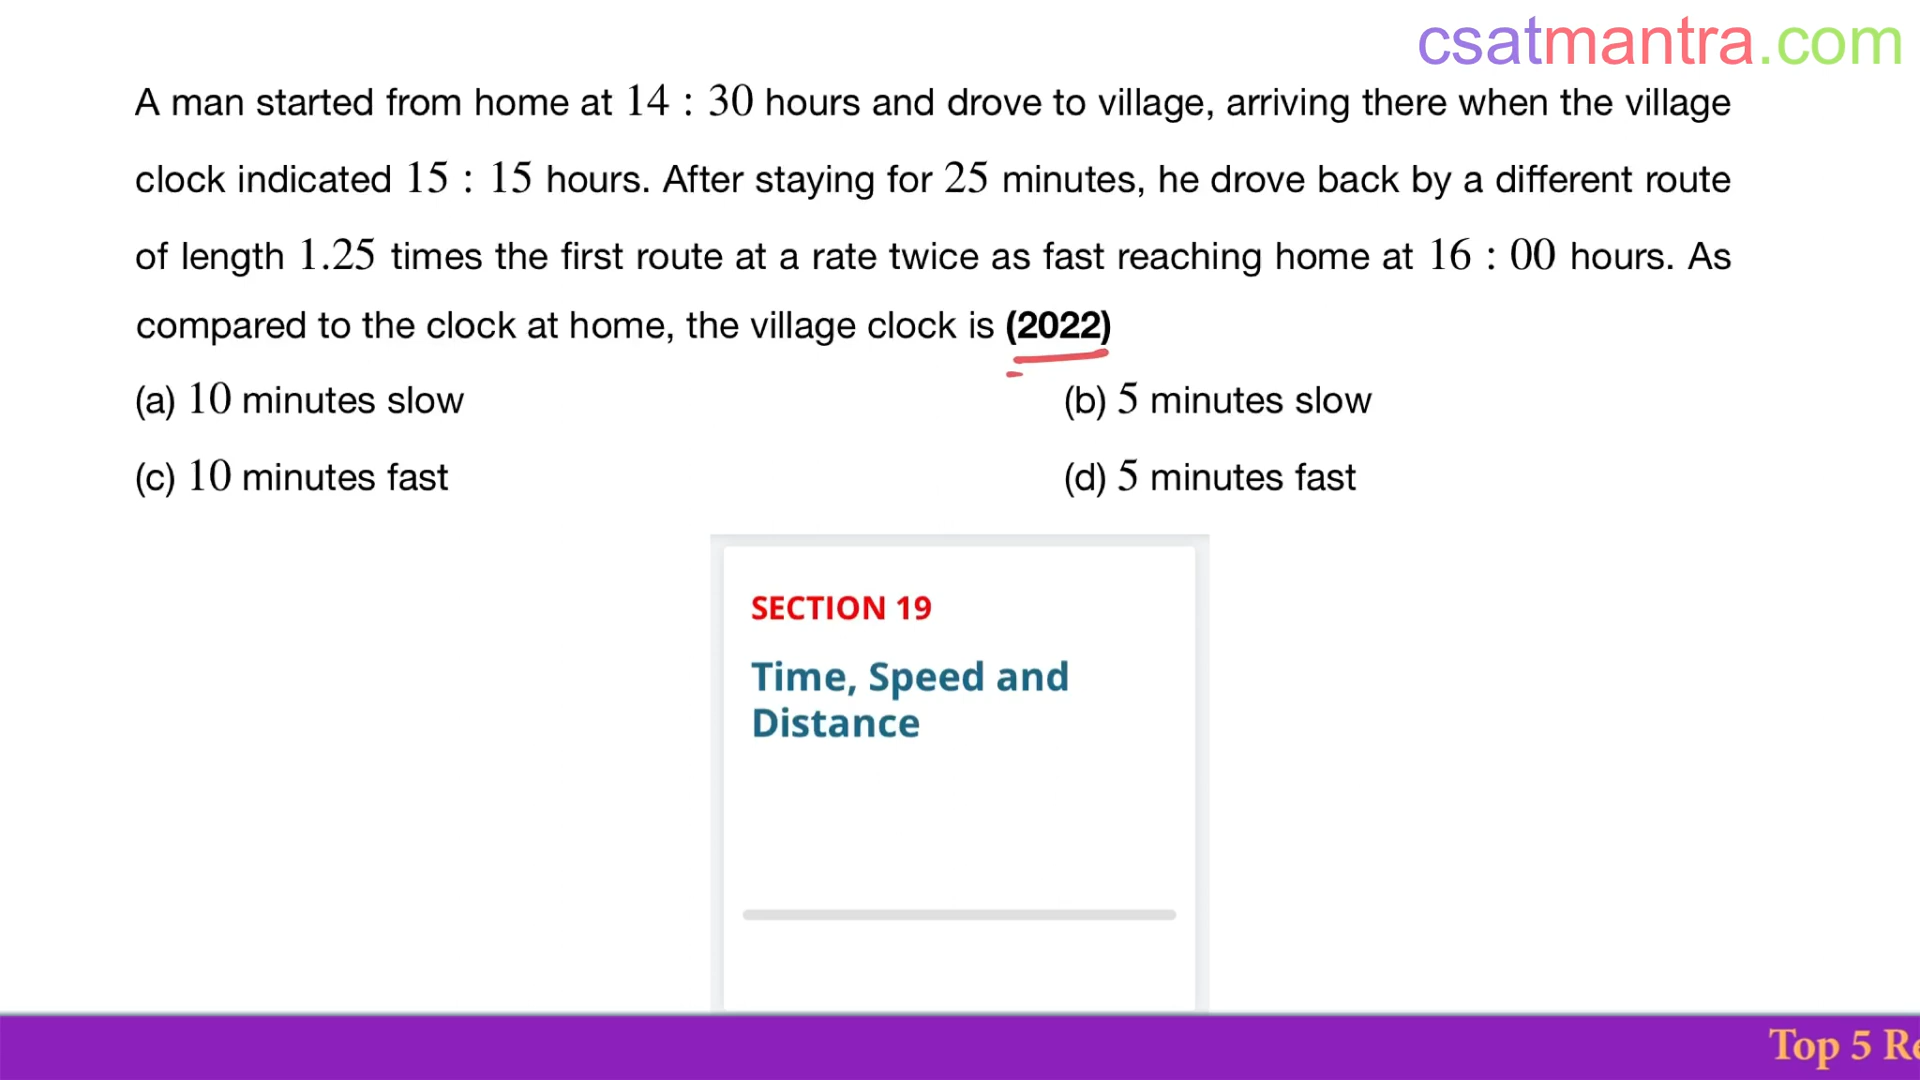 csatmantra.com
A man started from home at 14 : 30 hours and drove to village, arriving there when the village
clock indicated 15 : 15 hours. After staying for 25 minutes, he drove back by a different route
of length 1.25 times the first route at a rate twice as fast reaching home at 16 : 00 hours. As
compared to the clock at home, the village clock is (2022)
(a) 10 minutes slow
(b) 5 minutes slow
(c) 10 minutes fast
(d) 5 minutes fast
SECTION 19
Time, Speed and
Distance
Top 5 Re